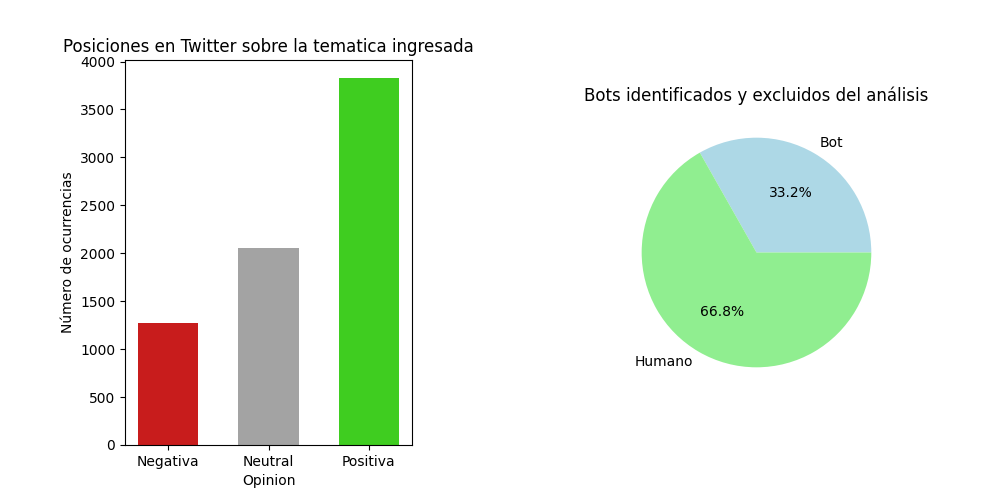 Posiciones en Twitter sobre la tematica ingresada
4000
3500
3000
2500
2000
1500
1000
500
0
Número de ocurrencias
Negativa
Neutral
Positiva
Opinion
Bots identificados y excluidos del análisis
Bot
33.2%
66.8%
Humano